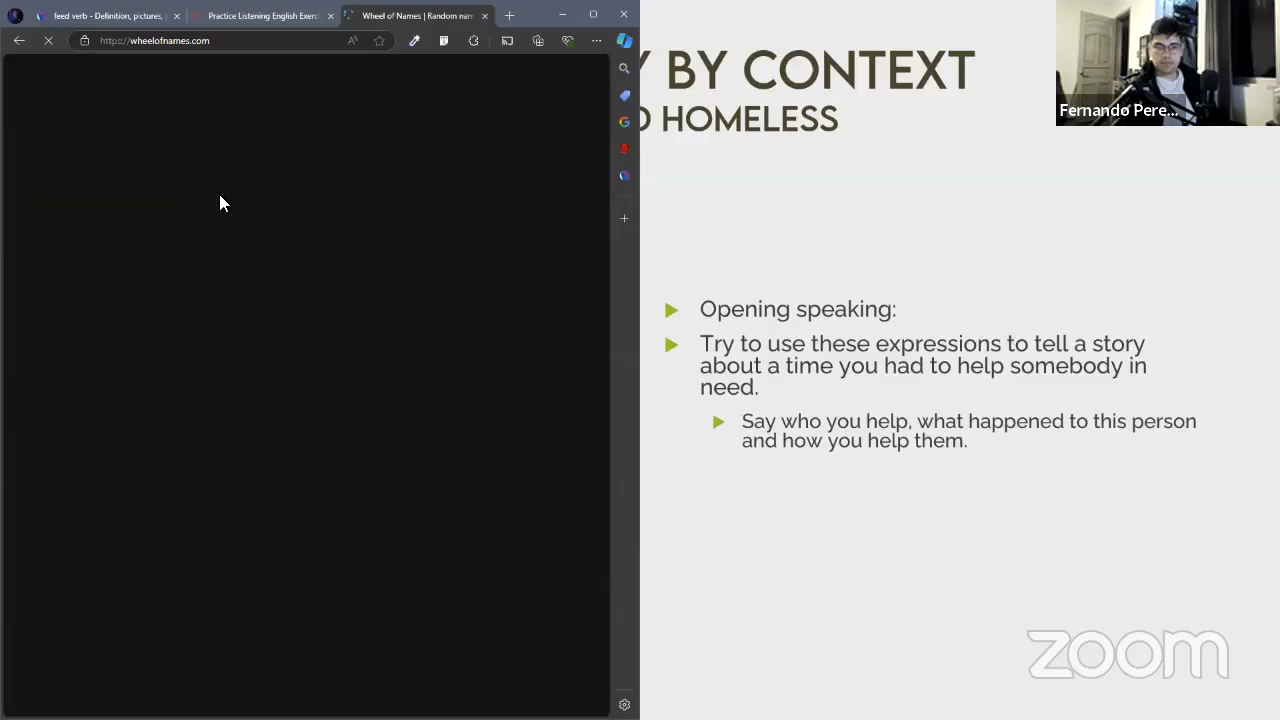 feed verb - Definition, pictures, p
Practice Listening English Exerci
Wheel of Names | Random nam
https://wheelofnames.com
Y BY CONTEXT
D HOMELESS
Fernando Pere...
Opening speaking:
Try to use these expressions to tell a story
about a time you had to help somebody in
need.
Say who you help, what happened to this person
and how you help them.
zoom